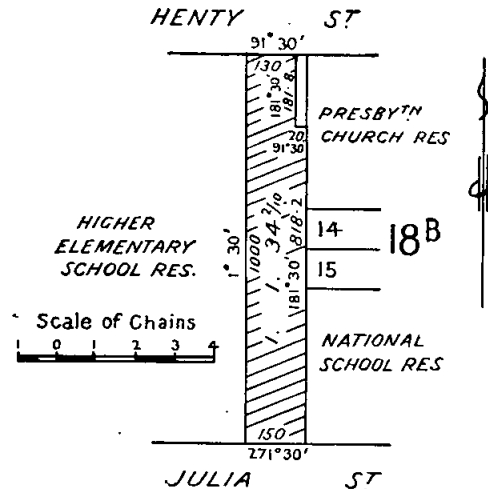 HENTY ST
91° 30'
130
181° 30'
181·8
PRESBYTN
CHURCH RES
20
91°30
HIGHER
ELEMENTARY
SCHOOL RES.
1° 30'
1000
1. 1. 34 2/10
818·2
181° 30'
14
15
18B
Scale of Chains
1 0 1 2 3 4
NATIONAL
SCHOOL RES
150
271°30'
JULIA ST